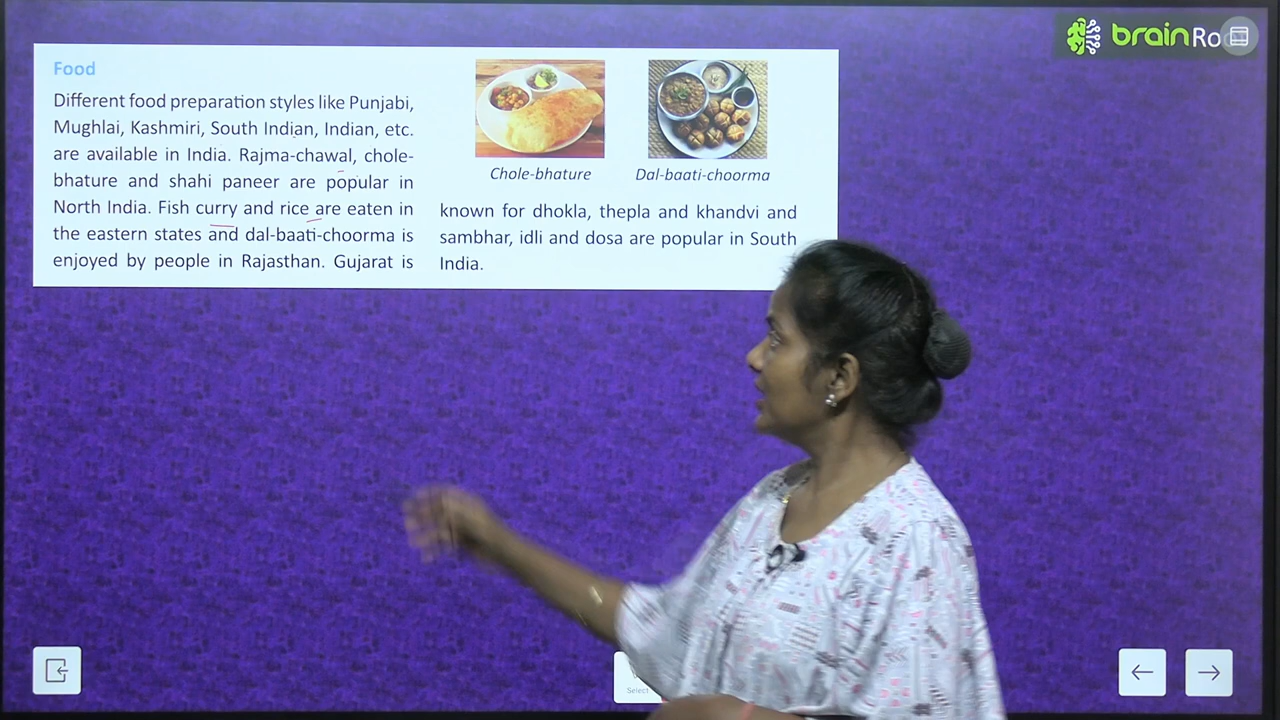 brainRo
Food
Different food preparation styles like Punjabi,
Mughlai, Kashmiri, South Indian, Indian, etc.
are available in India. Rajma-chawal, chole-
bhature and shahi paneer are popular in
North India. Fish curry and rice are eaten in
the eastern states and dal-baati-choorma is
enjoyed by people in Rajasthan. Gujarat is
Chole-bhature
Dal-baati-choorma
known for dhokla, thepla and khandvi and
sambhar, idli and dosa are popular in South
India.
Select